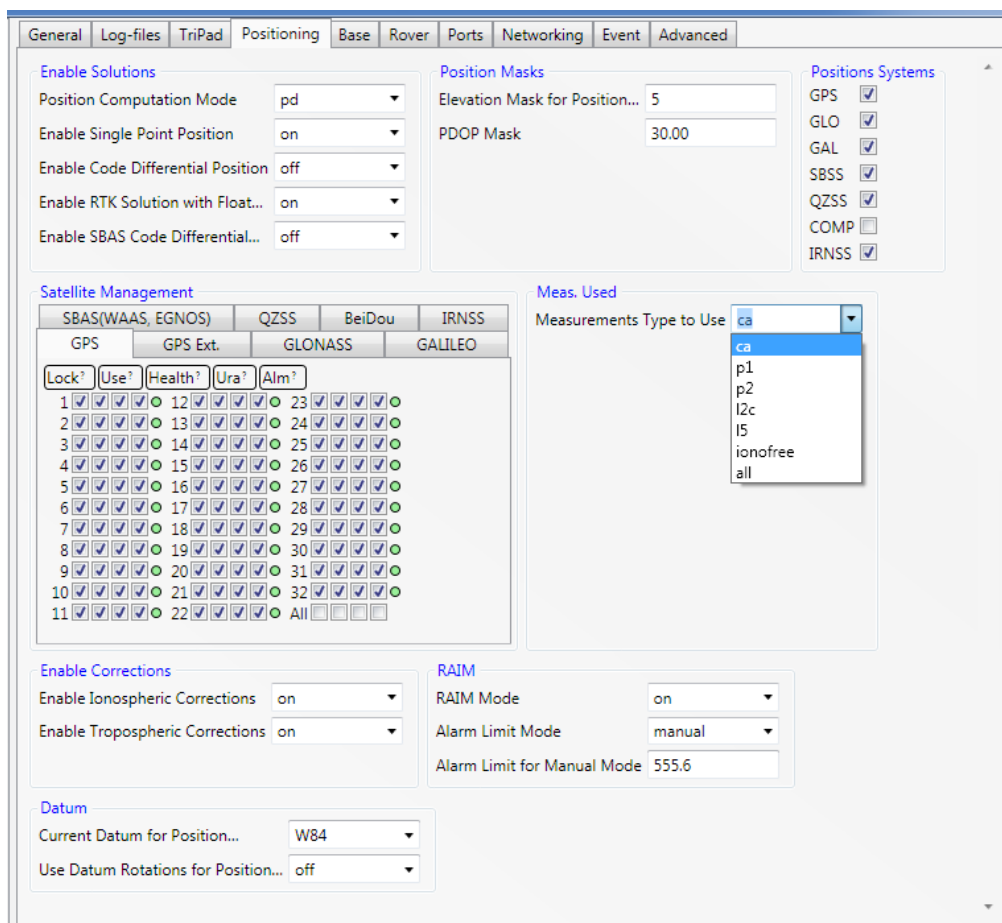 General Log-files TriPad Positioning Base Rover Ports Networking Event Advanced
Enable Solutions
Position Computation Mode pd
Enable Single Point Position on
Enable Code Differential Position off
Enable RTK Solution with Float... on
Enable SBAS Code Differential... off
Position Masks
Elevation Mask for Position... 5
PDOP Mask 30.00
Positions Systems
GPS
GLO
GAL
SBSS
QZSS
COMP
IRNSS
Satellite Management
SBAS(WAAS, EGNOS) QZSS BeiDou IRNSS
GPS GPS Ext. GLONASS GALILEO
Lock? Use? Health? Ura? Alm?
1 12 23
2 13 24
3 14 25
4 15 26
5 16 27
6 17 28
7 18 29
8 19 30
9 20 31
10 21 32
11 22 All
Meas. Used
Measurements Type to Use ca
ca
p1
p2
l2c
l5
ionofree
all
Enable Corrections
Enable Ionospheric Corrections on
Enable Tropospheric Corrections on
RAIM
RAIM Mode on
Alarm Limit Mode manual
Alarm Limit for Manual Mode 555.6
Datum
Current Datum for Position... W84
Use Datum Rotations for Position... off